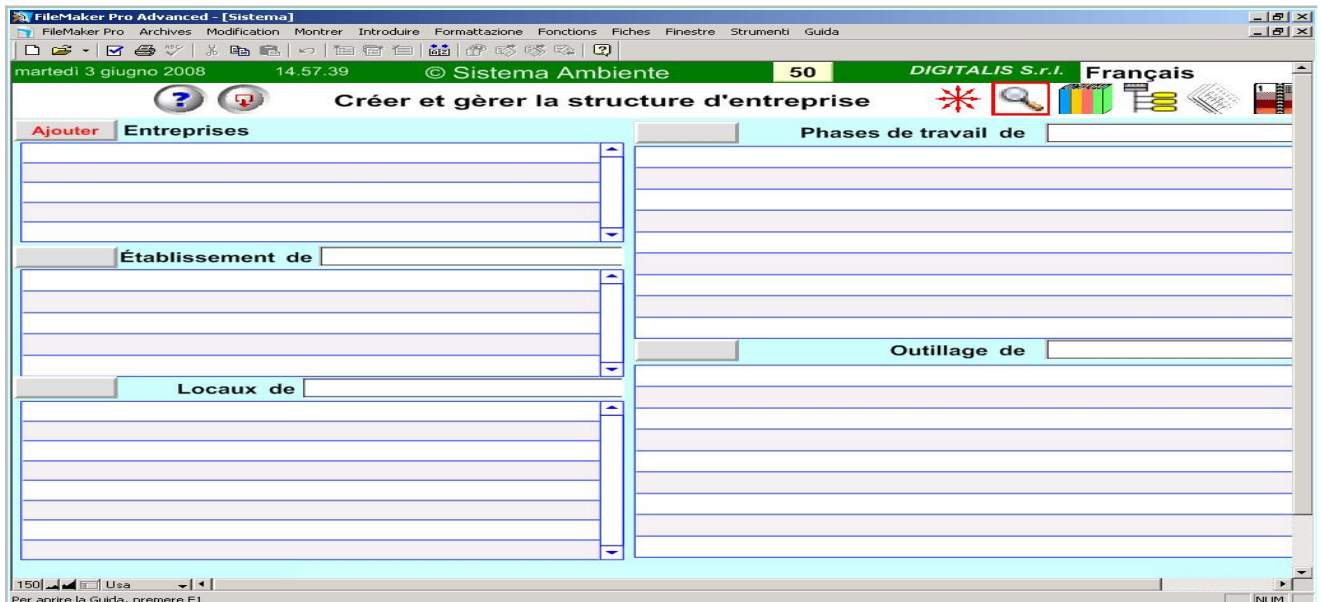 FileMaker Pro Advanced - [Sistema]
FileMaker Pro Archives Modification Montrer Introduire Formattazione Fonctions Fiches Finestre Strumenti Guida
martedì 3 giugno 2008 14.57.39 © Sistema Ambiente 50 DIGITALIS S.r.l. Français
Créer et gèrer la structure d'entreprise
Ajouter Entreprises
Phases de travail de
Établissement de
Outillage de
Locaux de
150 Usa
Per aprire la Guida, premere F1 NUM